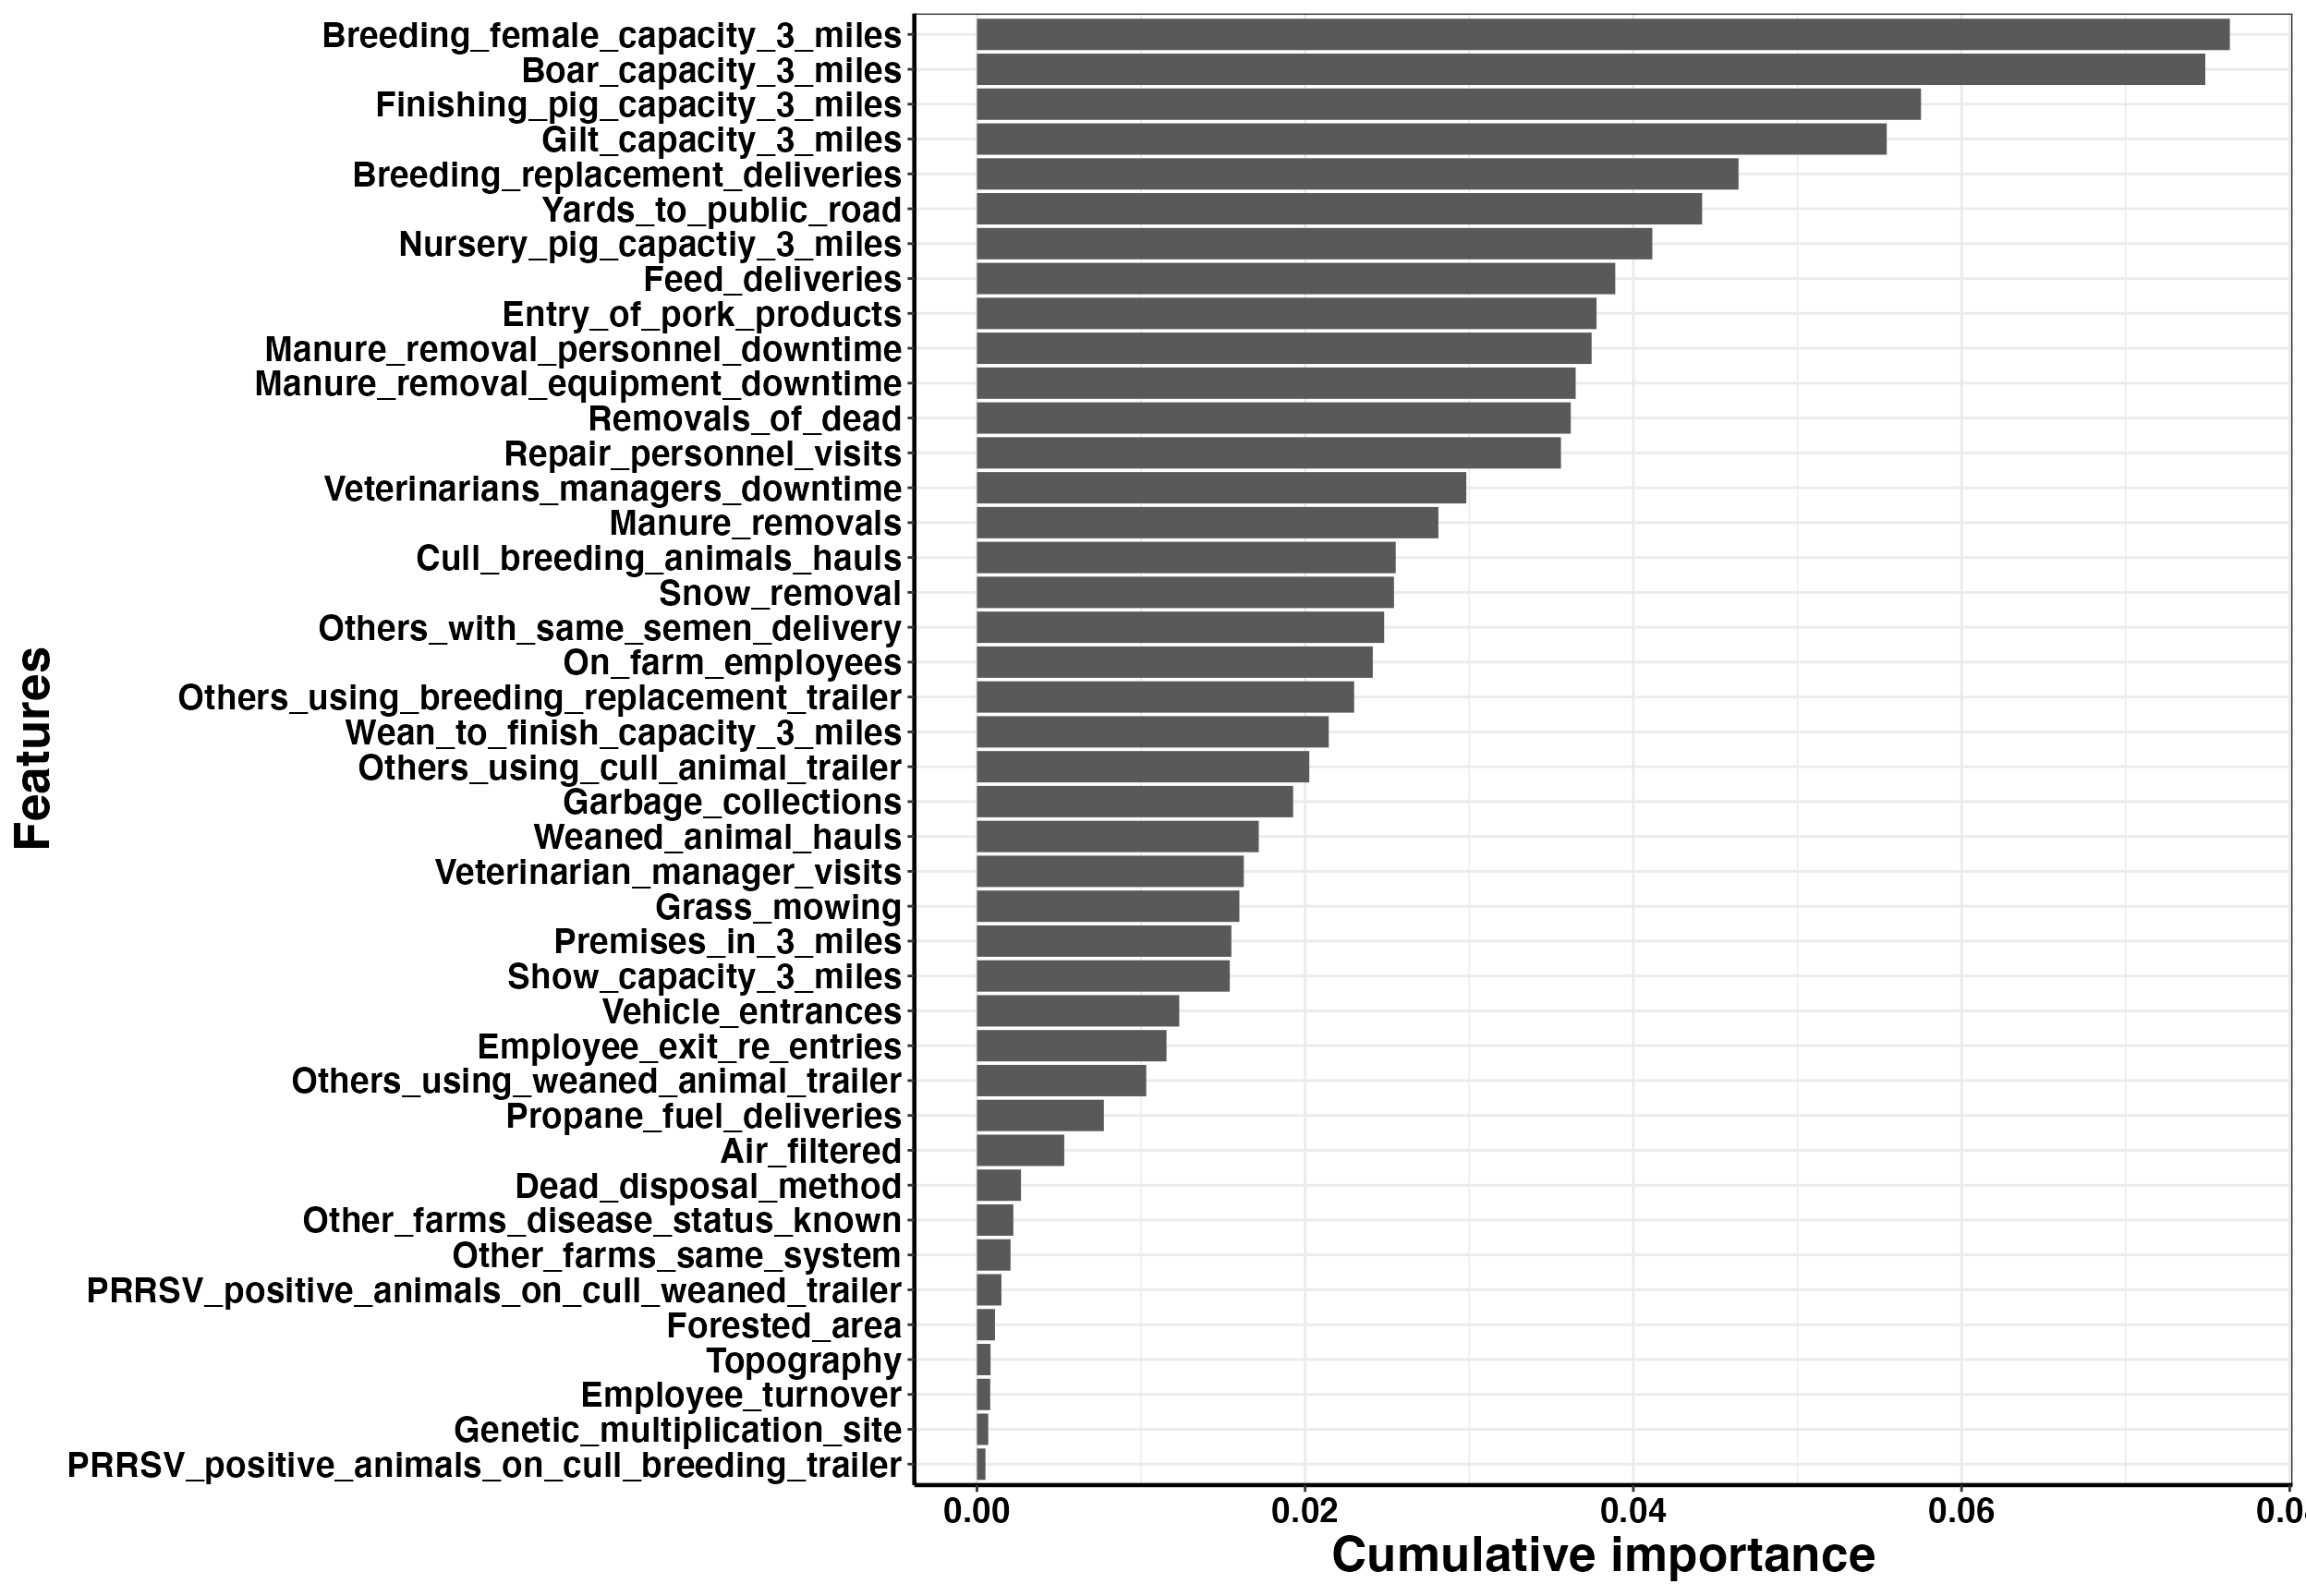 Breeding_female_capacity_3_miles
Boar_capacity_3_miles
Finishing_pig_capacity_3_miles
Gilt_capacity_3_miles
Breeding_replacement_deliveries
Yards_to_public_road
Nursery_pig_capactiy_3_miles
Feed_deliveries
Entry_of_pork_products
Manure_removal_personnel_downtime
Manure_removal_equipment_downtime
Removals_of_dead
Repair_personnel_visits
Veterinarians_managers_downtime
Manure_removals
Cull_breeding_animals_hauls
Snow_removal
Others_with_same_semen_delivery
On_farm_employees
Others_using_breeding_replacement_trailer
Wean_to_finish_capacity_3_miles
Others_using_cull_animal_trailer
Garbage_collections
Weaned_animal_hauls
Veterinarian_manager_visits
Grass_mowing
Premises_in_3_miles
Show_capacity_3_miles
Vehicle_entrances
Employee_exit_re_entries
Others_using_weaned_animal_trailer
Propane_fuel_deliveries
Air_filtered
Dead_disposal_method
Other_farms_disease_status_known
Other_farms_same_system
PRRSV_positive_animals_on_cull_weaned_trailer
Forested_area
Topography
Employee_turnover
Genetic_multiplication_site
PRRSV_positive_animals_on_cull_breeding_trailer
Features
0.00 0.02 0.04 0.06
Cumulative importance